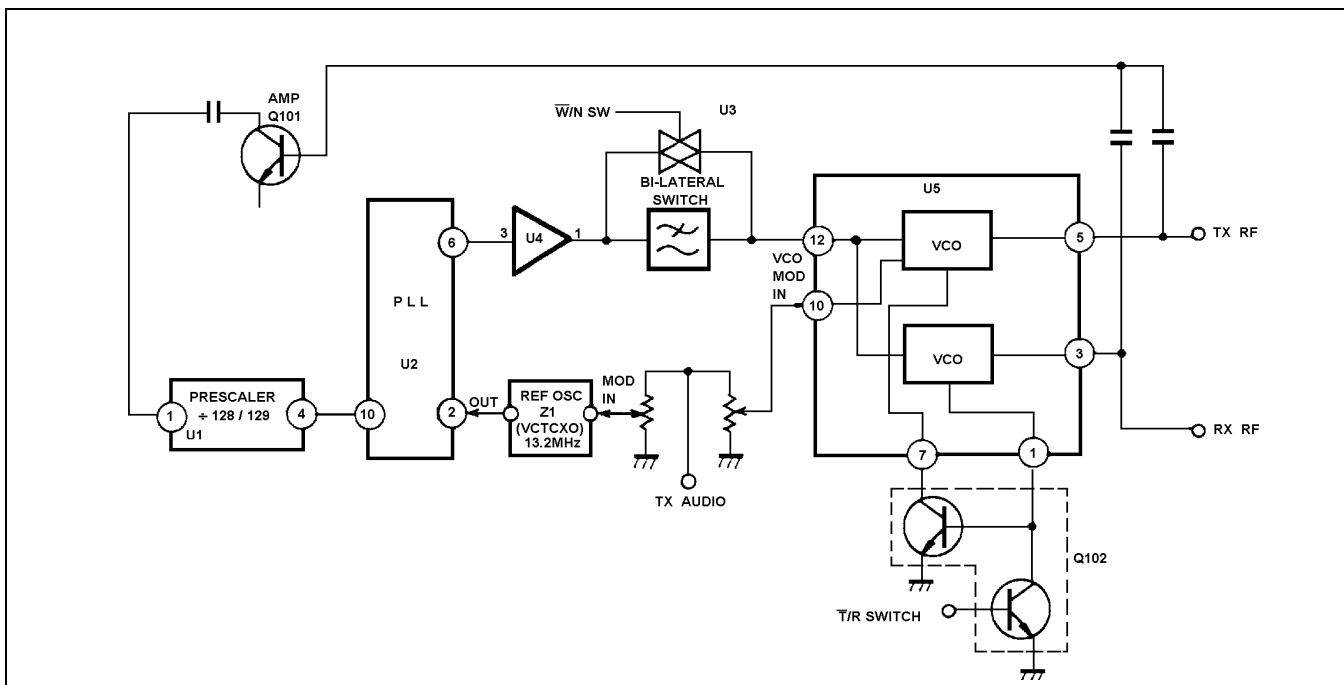 AMP
Q101
W̅/N SW
U3
BI-LATERAL
SWITCH
U5
VCO
5
TX RF
12
6
3
U4
1
VCO
MOD
IN
10
VCO
3
PLL
U2
PRESCALER
÷ 128 / 129
1
4
U1
10
2
OUT
REF OSC
Z1
(VCTCXO)
13.2MHz
MOD
IN
RX RF
7
1
TX AUDIO
Q102
T̅/R SWITCH